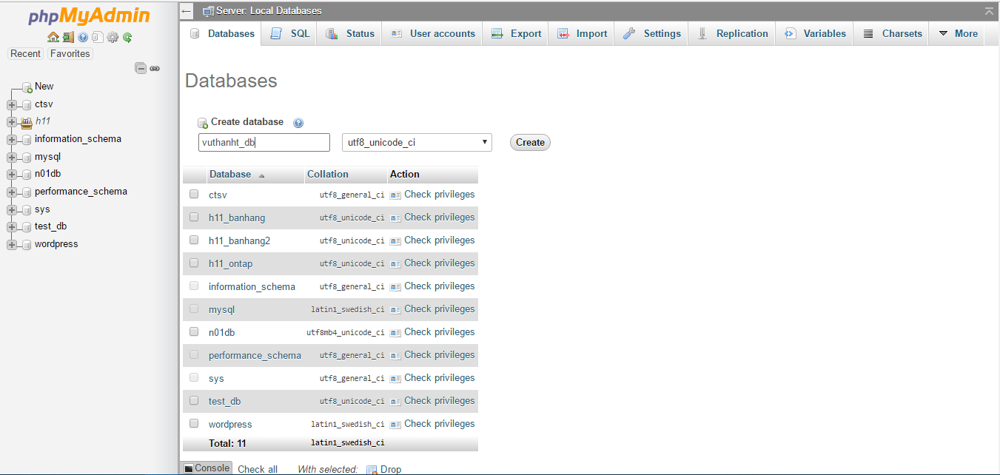 phpMyAdmin
Recent Favorites
New
ctsv
h11
information_schema
mysql
n01db
performance_schema
sys
test_db
wordpress
Server: Local Databases
Databases SQL Status User accounts Export Import Settings Replication Variables Charsets More
Databases
Create database
vuthanht_db utf8_unicode_ci Create
Database Collation Action
ctsv utf8_general_ci Check privileges
h11_banhang utf8_unicode_ci Check privileges
h11_banhang2 utf8_unicode_ci Check privileges
h11_ontap utf8_unicode_ci Check privileges
information_schema utf8_general_ci Check privileges
mysql latin1_swedish_ci Check privileges
n01db utf8mb4_unicode_ci Check privileges
performance_schema utf8_general_ci Check privileges
sys utf8_general_ci Check privileges
test_db utf8_unicode_ci Check privileges
wordpress latin1_swedish_ci Check privileges
Total: 11 latin1_swedish_ci
Console Check all With selected: Drop